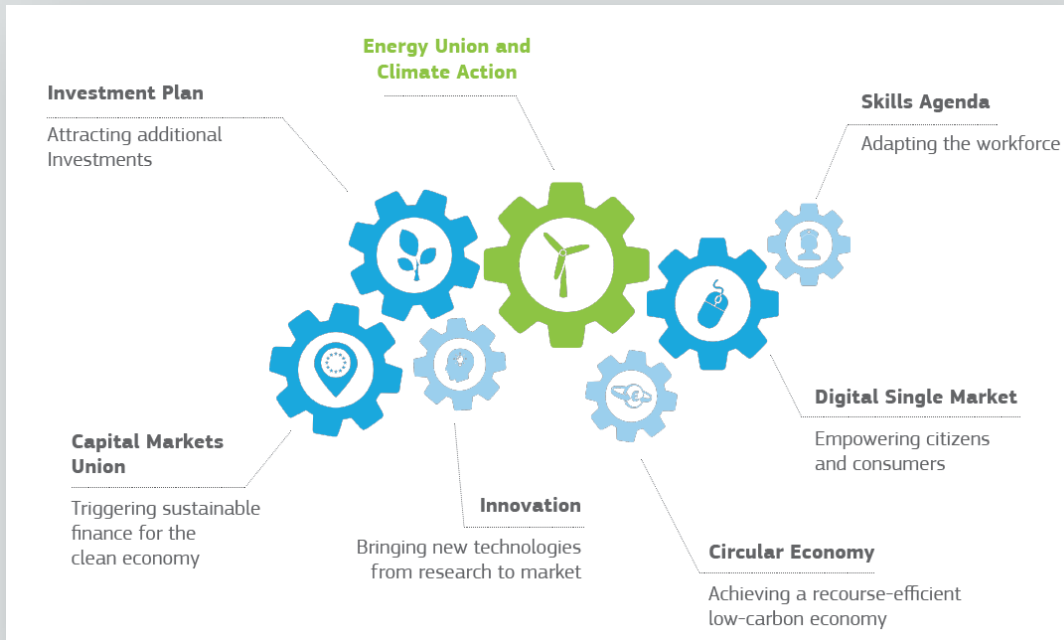 Energy Union and
Climate Action
Investment Plan
Attracting additional
Investments
Skills Agenda
Adapting the workforce
Digital Single Market
Empowering citizens
and consumers
Capital Markets
Union
Triggering sustainable
finance for the
clean economy
Innovation
Bringing new technologies
from research to market
Circular Economy
Achieving a recourse-efficient
low-carbon economy